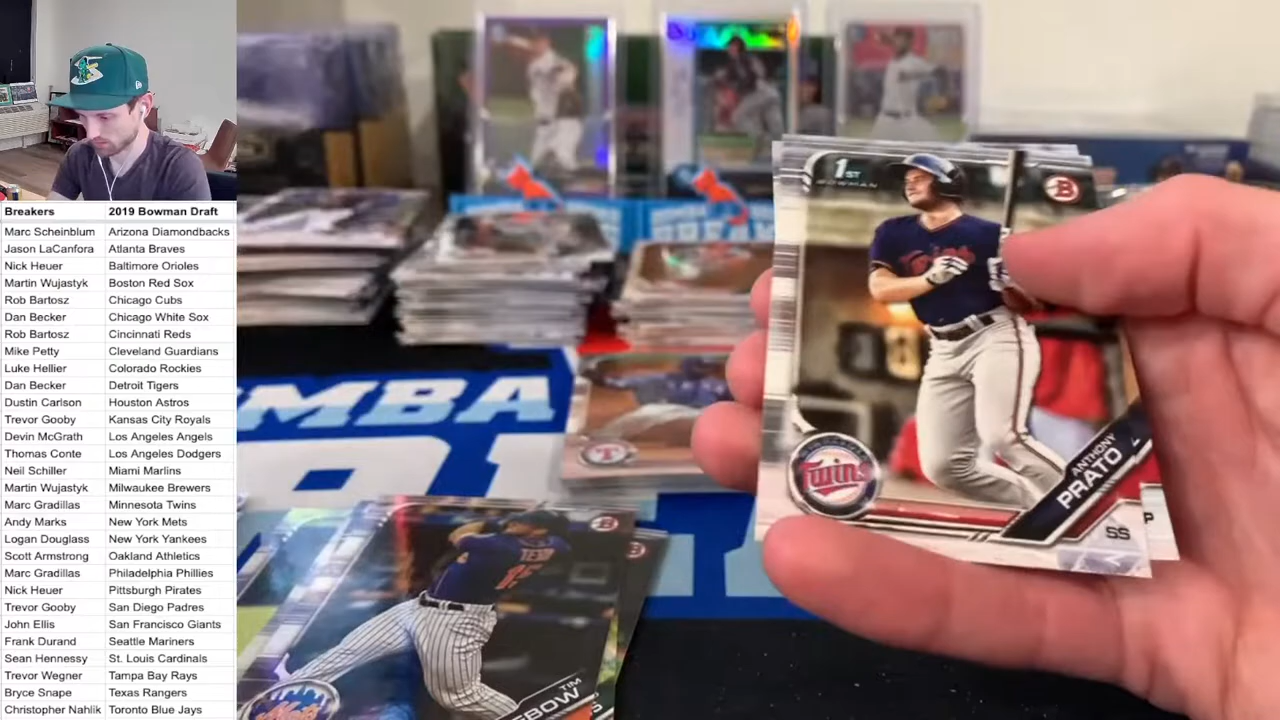 Breakers 2019 Bowman Draft
Marc Scheinblum Arizona Diamondbacks
Jason LaCanfora Atlanta Braves
Nick Heuer Baltimore Orioles
Martin Wujastyk Boston Red Sox
Rob Bartosz Chicago Cubs
Dan Becker Chicago White Sox
Rob Bartosz Cincinnati Reds
Mike Petty Cleveland Guardians
Luke Hellier Colorado Rockies
Dan Becker Detroit Tigers
Dustin Carlson Houston Astros
Trevor Gooby Kansas City Royals
Devin McGrath Los Angeles Angels
Thomas Conte Los Angeles Dodgers
Neil Schiller Miami Marlins
Martin Wujastyk Milwaukee Brewers
Marc Gradillas Minnesota Twins
Andy Marks New York Mets
Logan Douglass New York Yankees
Scott Armstrong Oakland Athletics
Marc Gradillas Philadelphia Phillies
Nick Heuer Pittsburgh Pirates
Trevor Gooby San Diego Padres
John Ellis San Francisco Giants
Frank Durand Seattle Mariners
Sean Hennessy St. Louis Cardinals
Trevor Wegner Tampa Bay Rays
Bryce Snape Texas Rangers
Christopher Nahlik Toronto Blue Jays
1ST
BOWMAN
B
Twins
Twins
ANTHONY
PRATO
SS
P
T
B
15
TIM
EBOW
Mets